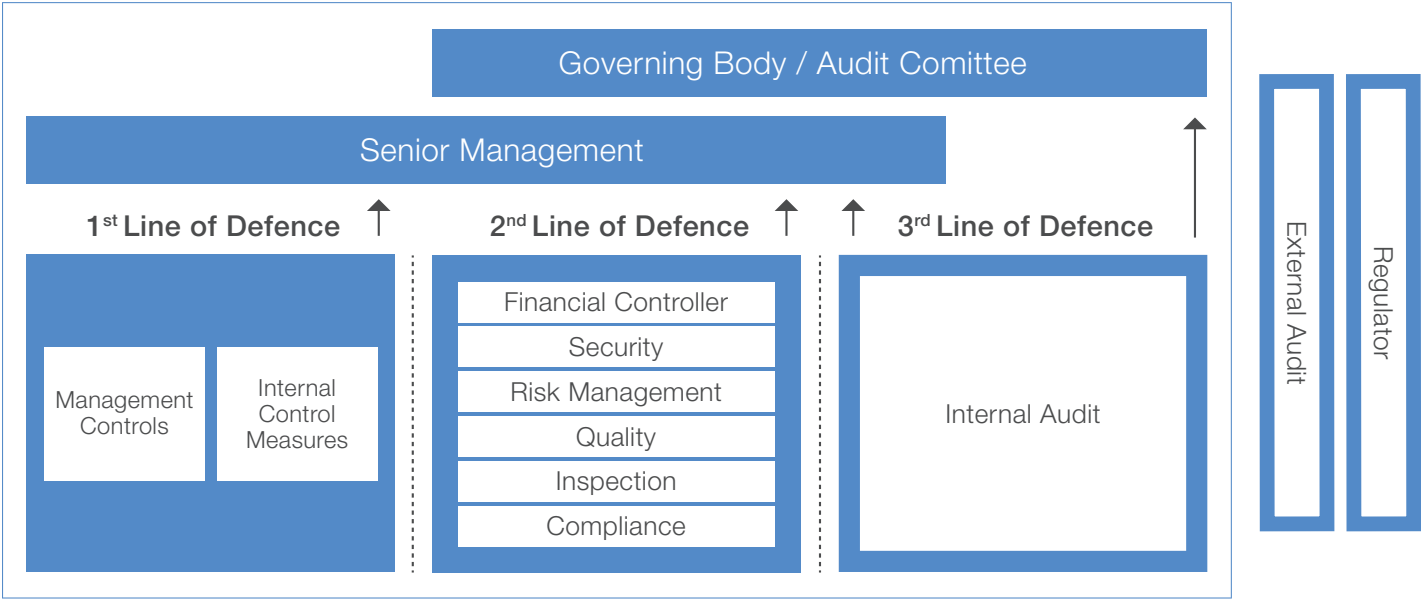 Governing Body / Audit Comittee
Senior Management
1st Line of Defence
2nd Line of Defence
3rd Line of Defence
Management
Controls
Internal
Control
Measures
Financial Controller
Security
Risk Management
Quality
Inspection
Compliance
Internal Audit
External Audit
Regulator